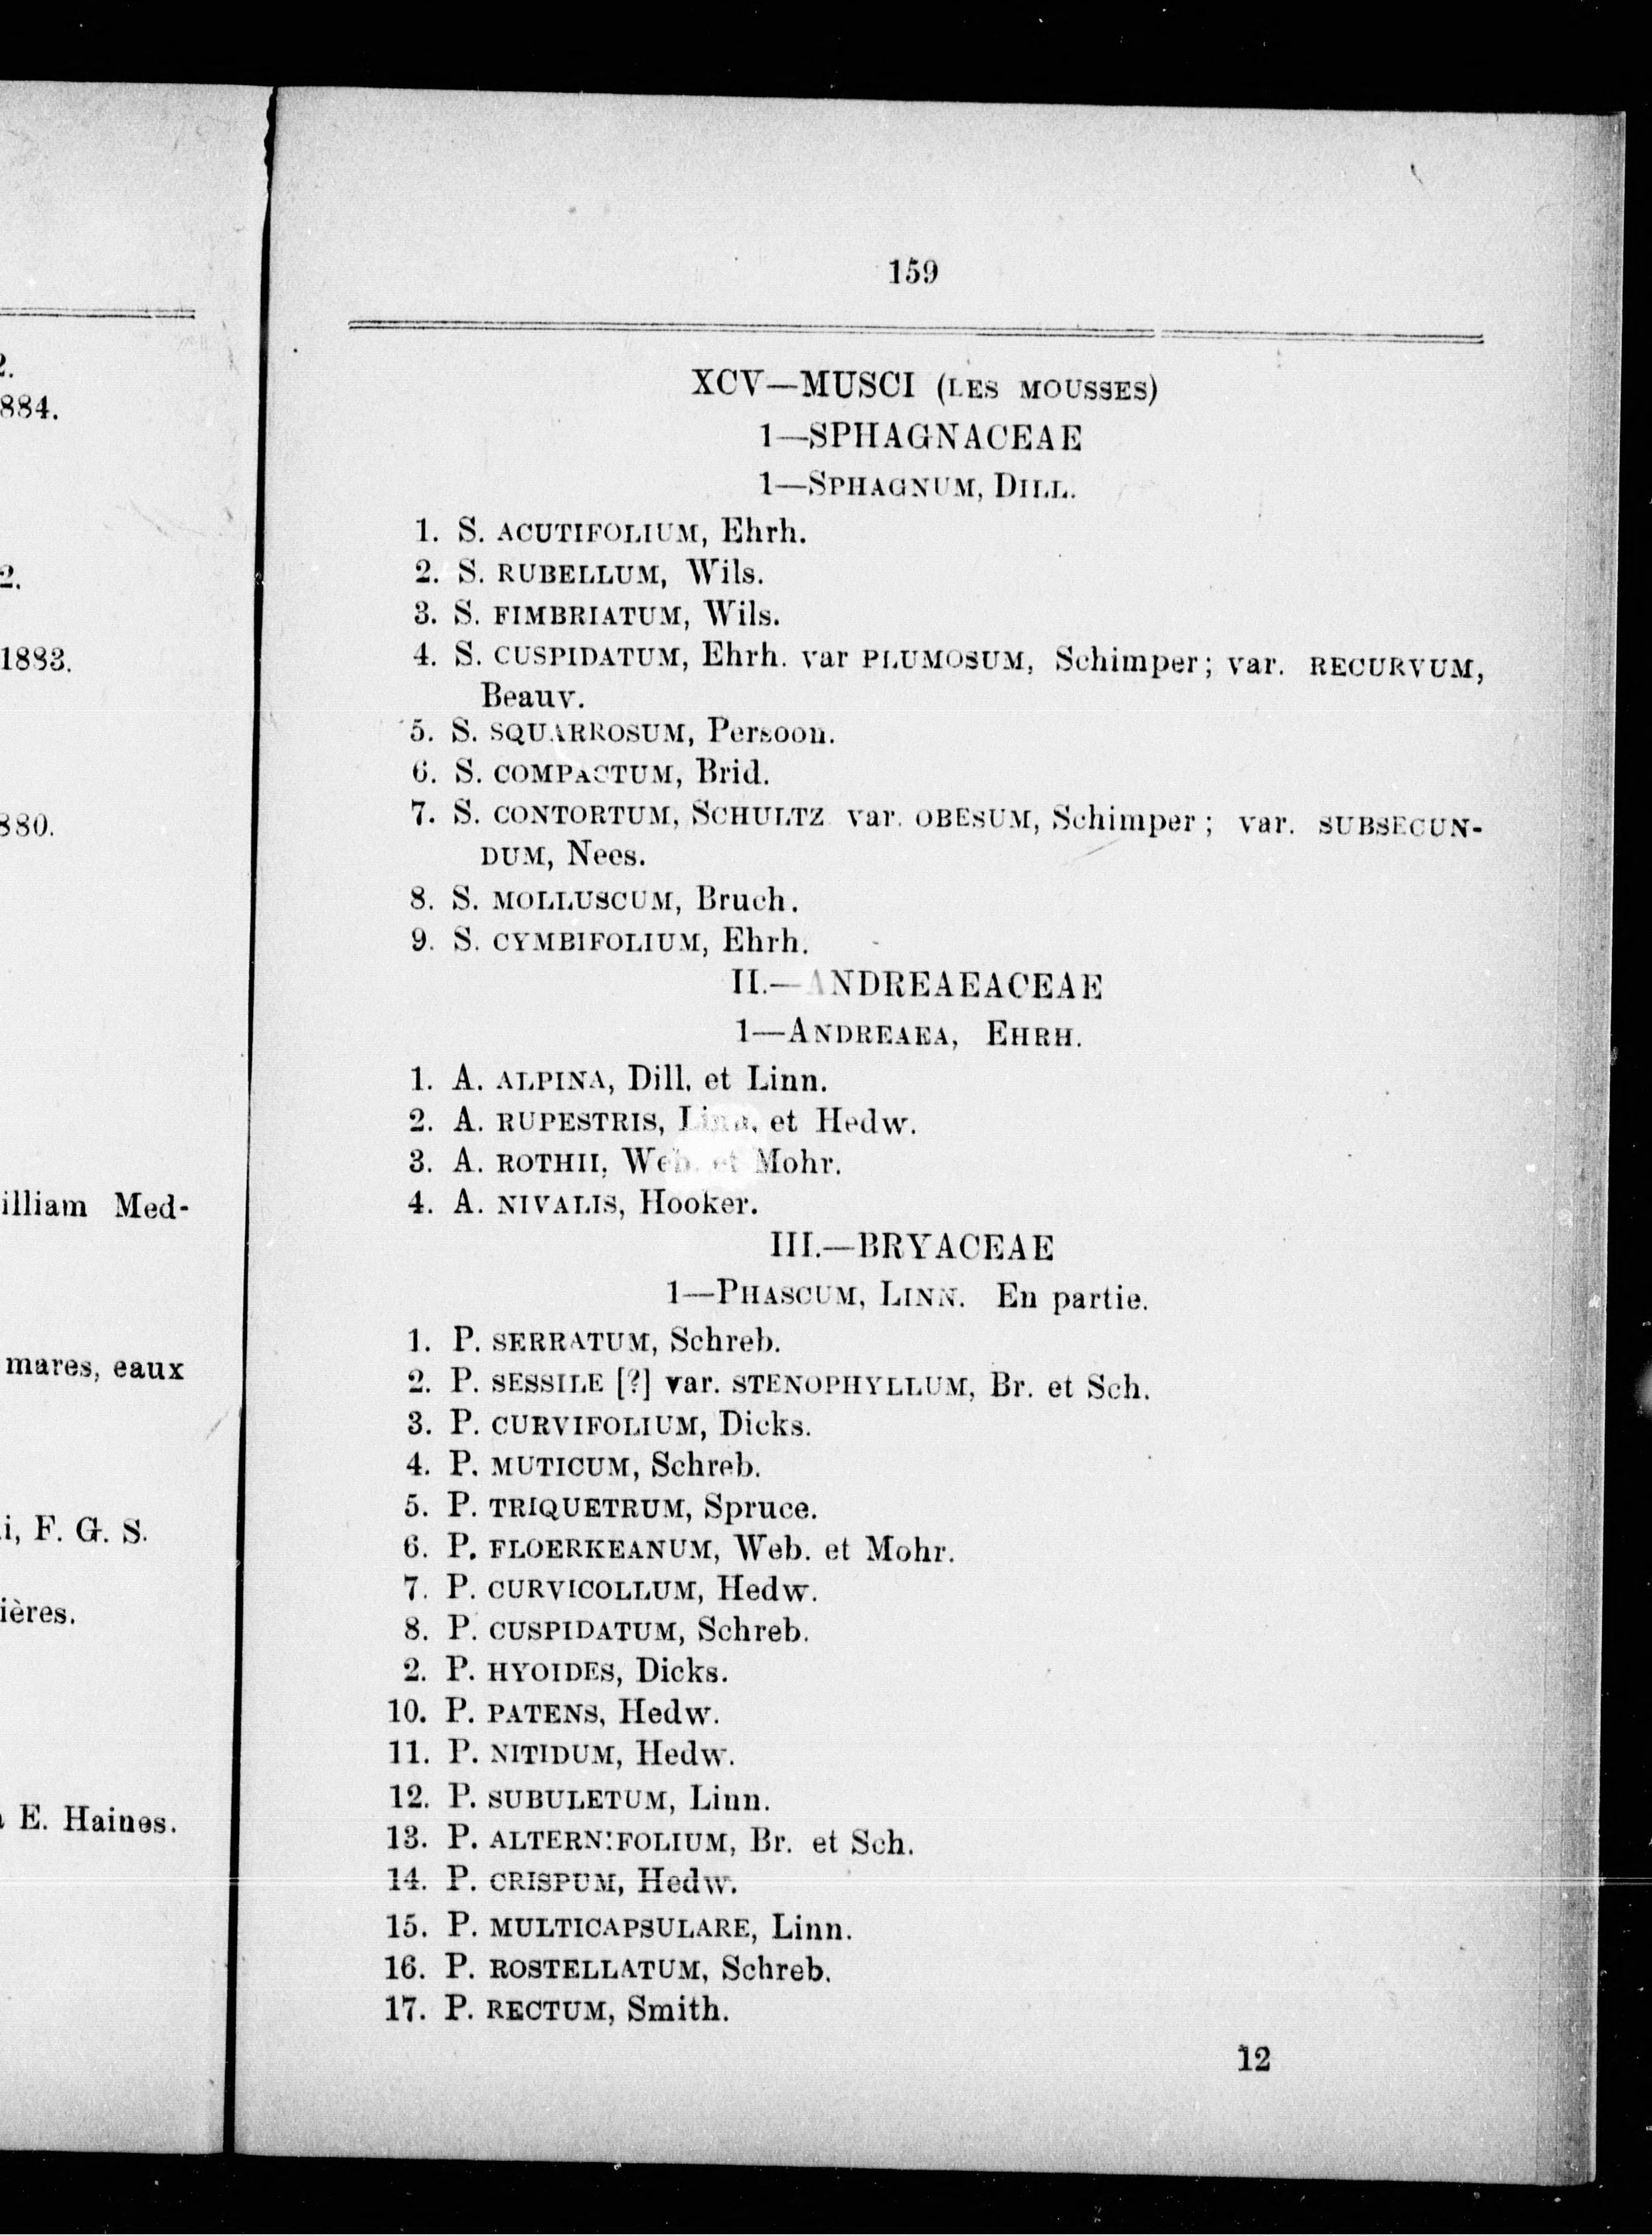 2.
884.
2.
1883.
880.
illiam Med-
mares, eaux
i, F. G. S.
ières.
E. Haines.
159
XCV—MUSCI (LES MOUSSES)
1—SPHAGNACEAE
1—SPHAGNUM, DILL.
1. S. ACUTIFOLIUM, Ehrh.
2. S. RUBELLUM, Wils.
3. S. FIMBRIATUM, Wils.
4. S. CUSPIDATUM, Ehrh. var PLUMOSUM, Schimper; var. RECURVUM,
Beauv.
5. S. SQUARROSUM, Persoon.
6. S. COMPACTUM, Brid.
7. S. CONTORTUM, SCHULTZ var. OBESUM, Schimper; var. SUBSECUN-
DUM, Nees.
8. S. MOLLUSCUM, Bruch.
9. S. CYMBIFOLIUM, Ehrh.
II.—ANDREAEACEAE
1—ANDREAEA, EHRH.
1. A. ALPINA, Dill. et Linn.
2. A. RUPESTRIS, Linn. et Hedw.
3. A. ROTHII, Web. et Mohr.
4. A. NIVALIS, Hooker.
III.—BRYACEAE
1—PHASCUM, LINN. En partie.
1. P. SERRATUM, Schreb.
2. P. SESSILE [?] var. STENOPHYLLUM, Br. et Sch.
3. P. CURVIFOLIUM, Dicks.
4. P. MUTICUM, Schreb.
5. P. TRIQUETRUM, Spruce.
6. P. FLOERKEANUM, Web. et Mohr.
7. P. CURVICOLLUM, Hedw.
8. P. CUSPIDATUM, Schreb.
2. P. HYOIDES, Dicks.
10. P. PATENS, Hedw.
11. P. NITIDUM, Hedw.
12. P. SUBULETUM, Linn.
13. P. ALTERNIFOLIUM, Br. et Sch.
14. P. CRISPUM, Hedw.
15. P. MULTICAPSULARE, Linn.
16. P. ROSTELLATUM, Schreb.
17. P. RECTUM, Smith.
12